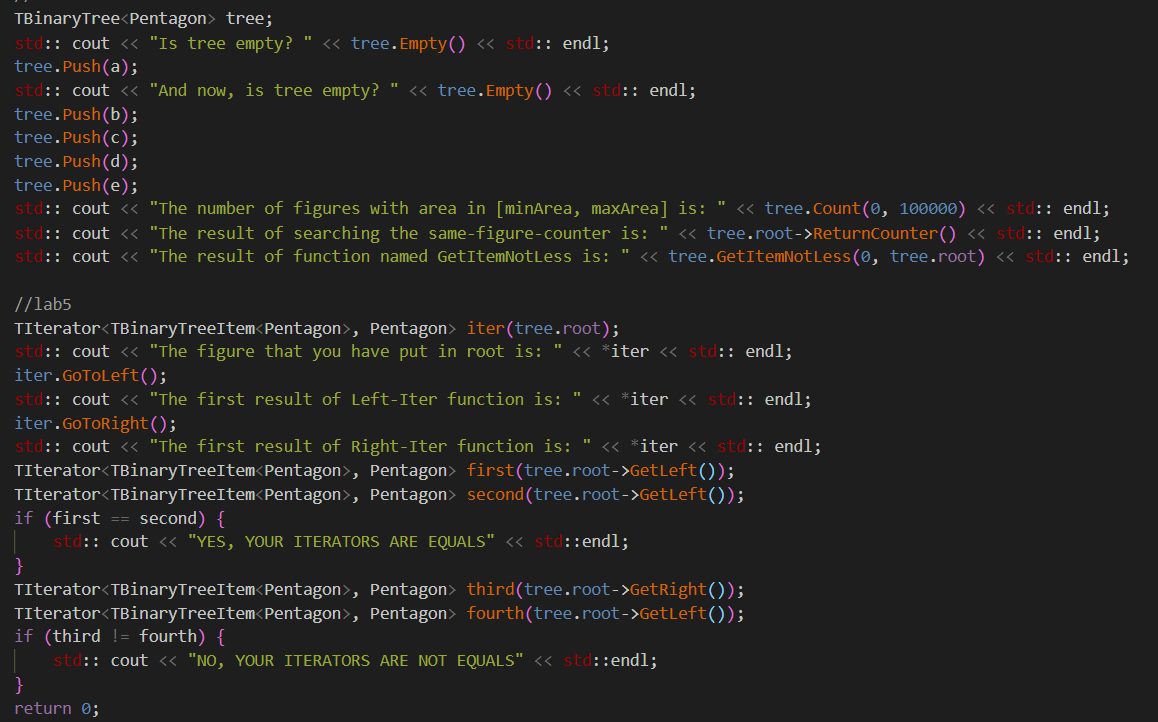 TBinaryTree<Pentagon> tree;
std:: cout << "Is tree empty? " << tree.Empty() << std:: endl;
tree.Push(a);
std:: cout << "And now, is tree empty? " << tree.Empty() << std:: endl;
tree.Push(b);
tree.Push(c);
tree.Push(d);
tree.Push(e);
std:: cout << "The number of figures with area in [minArea, maxArea] is: " << tree.Count(0, 100000) << std:: endl;
std:: cout << "The result of searching the same-figure-counter is: " << tree.root->ReturnCounter() << std:: endl;
std:: cout << "The result of function named GetItemNotLess is: " << tree.GetItemNotLess(0, tree.root) << std:: endl;
//lab5
TIterator<TBinaryTreeItem<Pentagon>, Pentagon> iter(tree.root);
std:: cout << "The figure that you have put in root is: " << *iter << std:: endl;
iter.GoToLeft();
std:: cout << "The first result of Left-Iter function is: " << *iter << std:: endl;
iter.GoToRight();
std:: cout << "The first result of Right-Iter function is: " << *iter << std:: endl;
TIterator<TBinaryTreeItem<Pentagon>, Pentagon> first(tree.root->GetLeft());
TIterator<TBinaryTreeItem<Pentagon>, Pentagon> second(tree.root->GetLeft());
if (first == second) {
    std:: cout << "YES, YOUR ITERATORS ARE EQUALS" << std::endl;
}
TIterator<TBinaryTreeItem<Pentagon>, Pentagon> third(tree.root->GetRight());
TIterator<TBinaryTreeItem<Pentagon>, Pentagon> fourth(tree.root->GetLeft());
if (third != fourth) {
    std:: cout << "NO, YOUR ITERATORS ARE NOT EQUALS" << std::endl;
}
return 0;